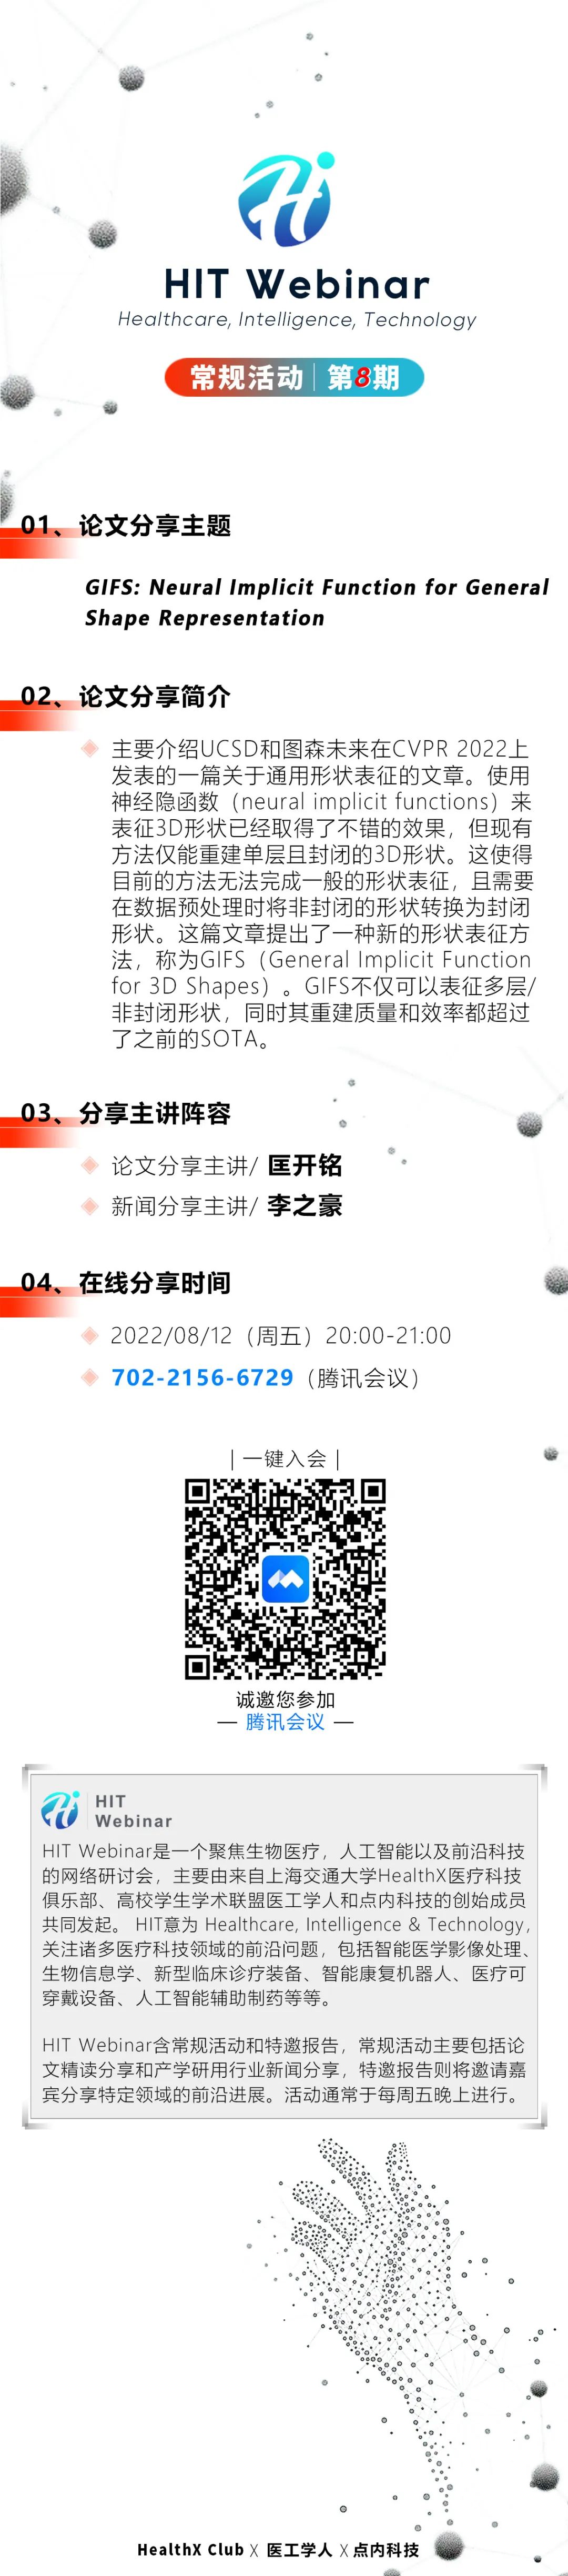 HIT Webinar
Healthcare, Intelligence, Technology
常规活动｜第8期
01、论文分享主题
GIFS: Neural Implicit Function for General
Shape Representation
02、论文分享简介
主要介绍UCSD和图森未来在CVPR 2022上
发表的一篇关于通用形状表征的文章。使用
神经隐函数（neural implicit functions）来
表征3D形状已经取得了不错的效果，但现有
方法仅能重建单层且封闭的3D形状。这使得
目前的方法无法完成一般的形状表征，且需要
在数据预处理时将非封闭的形状转换为封闭
形状。这篇文章提出了一种新的形状表征方
法，称为GIFS（General Implicit Function
for 3D Shapes）。GIFS不仅可以表征多层/
非封闭形状，同时其重建质量和效率都超过
了之前的SOTA。
03、分享主讲阵容
论文分享主讲/ 匡开铭
新闻分享主讲/ 李之豪
04、在线分享时间
2022/08/12（周五）20:00-21:00
702-2156-6729（腾讯会议）
| 一键入会 |
诚邀您参加
— 腾讯会议 —
HIT
Webinar
HIT Webinar是一个聚焦生物医疗，人工智能以及前沿科技
的网络研讨会，主要由来自上海交通大学HealthX医疗科技
俱乐部、高校学生学术联盟医工学人和点内科技的创始成员
共同发起。 HIT意为 Healthcare, Intelligence & Technology，
关注诸多医疗科技领域的前沿问题，包括智能医学影像处理、
生物信息学、新型临床诊疗装备、智能康复机器人、医疗可
穿戴设备、人工智能辅助制药等等。
HIT Webinar含常规活动和特邀报告，常规活动主要包括论
文精读分享和产学研用行业新闻分享，特邀报告则将邀请嘉
宾分享特定领域的前沿进展。活动通常于每周五晚上进行。
HealthX Club X 医工学人 X 点内科技